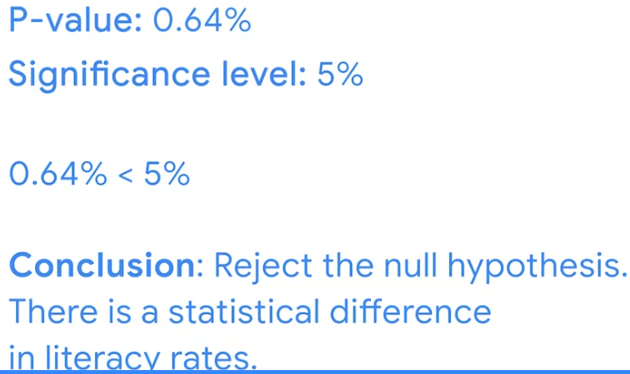 P-value: 0.64%
Significance level: 5%
0.64% < 5%
Conclusion: Reject the null hypothesis.
There is a statistical difference
in literacy rates.